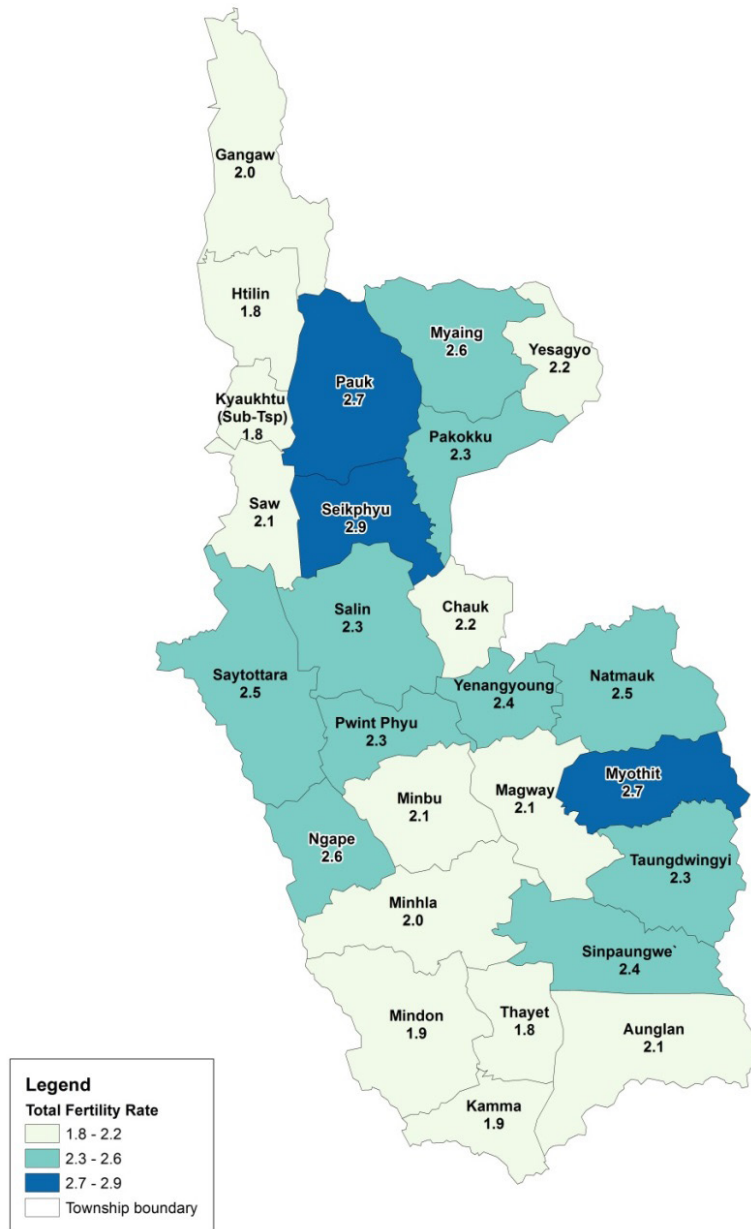 Gangaw
2.0
Htilin
1.8
Myaing
2.6
Yesagyo
2.2
Pauk
2.7
Kyaukhtu
(Sub-Tsp)
1.8
Pakokku
2.3
Saw
2.1
Seikphyu
2.9
Salin
2.3
Chauk
2.2
Saytottara
2.5
Yenangyoung
2.4
Natmauk
2.5
Pwint Phyu
2.3
Minbu
2.1
Magway
2.1
Myothit
2.7
Ngape
2.6
Taungdwingyi
2.3
Minhla
2.0
Sinpaungwe`
2.4
Mindon
1.9
Thayet
1.8
Aunglan
2.1
Kamma
1.9
Legend
Total Fertility Rate
1.8 - 2.2
2.3 - 2.6
2.7 - 2.9
Township boundary